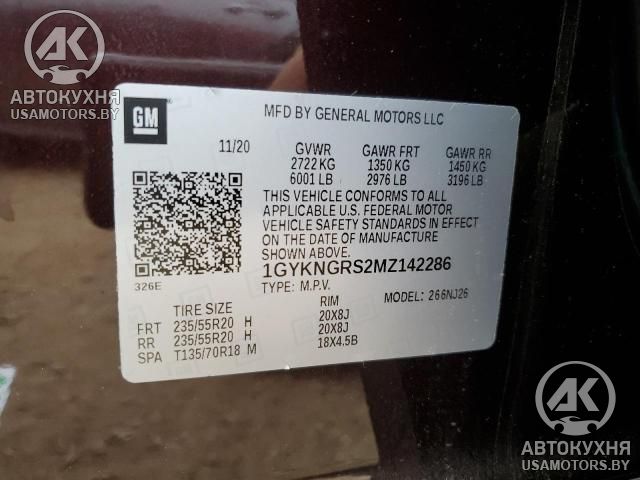 AK
АВТОКУХНЯ
USAMOTORS.BY
GM
MFD BY GENERAL MOTORS LLC
11/20 GVWR GAWR FRT GAWR RR
2722 KG 1350 KG 1450 KG
6001 LB 2976 LB 3196 LB
THIS VEHICLE CONFORMS TO ALL
APPLICABLE U.S. FEDERAL MOTOR
VEHICLE SAFETY STANDARDS IN EFFECT
ON THE DATE OF MANUFACTURE
SHOWN ABOVE.
1GYKNGRS2MZ142286
TYPE: M.P.V. MODEL: 266NJ26
326E
TIRE SIZE RIM
FRT 235/55R20 H 20X8J
RR 235/55R20 H 20X8J
SPA T135/70R18 M 18X4.5B
AK
АВТОКУХНЯ
USAMOTORS.BY